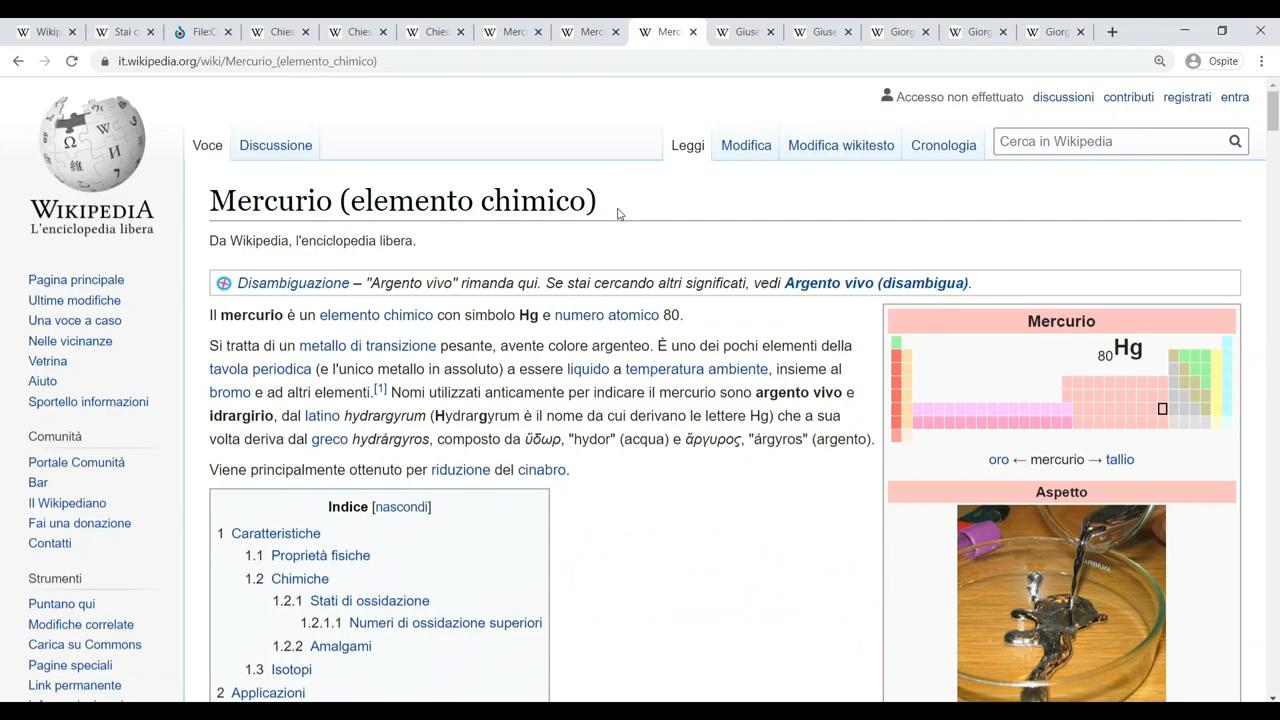 Wikip
Stai c
File:C
Chies
Chies
Chies
Merc
Merc
Merc
Giuse
Giuse
Giorg
Giorg
Giorg
it.wikipedia.org/wiki/Mercurio_(elemento_chimico)
Ospite
Accesso non effettuato discussioni contributi registrati entra
Voce Discussione Leggi Modifica Modifica wikitesto Cronologia Cerca in Wikipedia
WIKIPEDIA
L'enciclopedia libera
Pagina principale
Ultime modifiche
Una voce a caso
Nelle vicinanze
Vetrina
Aiuto
Sportello informazioni
Comunità
Portale Comunità
Bar
Il Wikipediano
Fai una donazione
Contatti
Strumenti
Puntano qui
Modifiche correlate
Carica su Commons
Pagine speciali
Link permanente
Mercurio (elemento chimico)
Da Wikipedia, l'enciclopedia libera.
Disambiguazione – "Argento vivo" rimanda qui. Se stai cercando altri significati, vedi Argento vivo (disambigua).
Il mercurio è un elemento chimico con simbolo Hg e numero atomico 80.
Si tratta di un metallo di transizione pesante, avente colore argenteo. È uno dei pochi elementi della
tavola periodica (e l'unico metallo in assoluto) a essere liquido a temperatura ambiente, insieme al
bromo e ad altri elementi.[1] Nomi utilizzati anticamente per indicare il mercurio sono argento vivo e
idrargirio, dal latino hydrargyrum (Hydrargyrum è il nome da cui derivano le lettere Hg) che a sua
volta deriva dal greco hydrárgyros, composto da ὕδωρ, "hydor" (acqua) e ἄργυρος, "árgyros" (argento).
Viene principalmente ottenuto per riduzione del cinabro.
Indice [nascondi]
1 Caratteristiche
1.1 Proprietà fisiche
1.2 Chimiche
1.2.1 Stati di ossidazione
1.2.1.1 Numeri di ossidazione superiori
1.2.2 Amalgami
1.3 Isotopi
2 Applicazioni
Mercurio
80Hg
oro ← mercurio → tallio
Aspetto